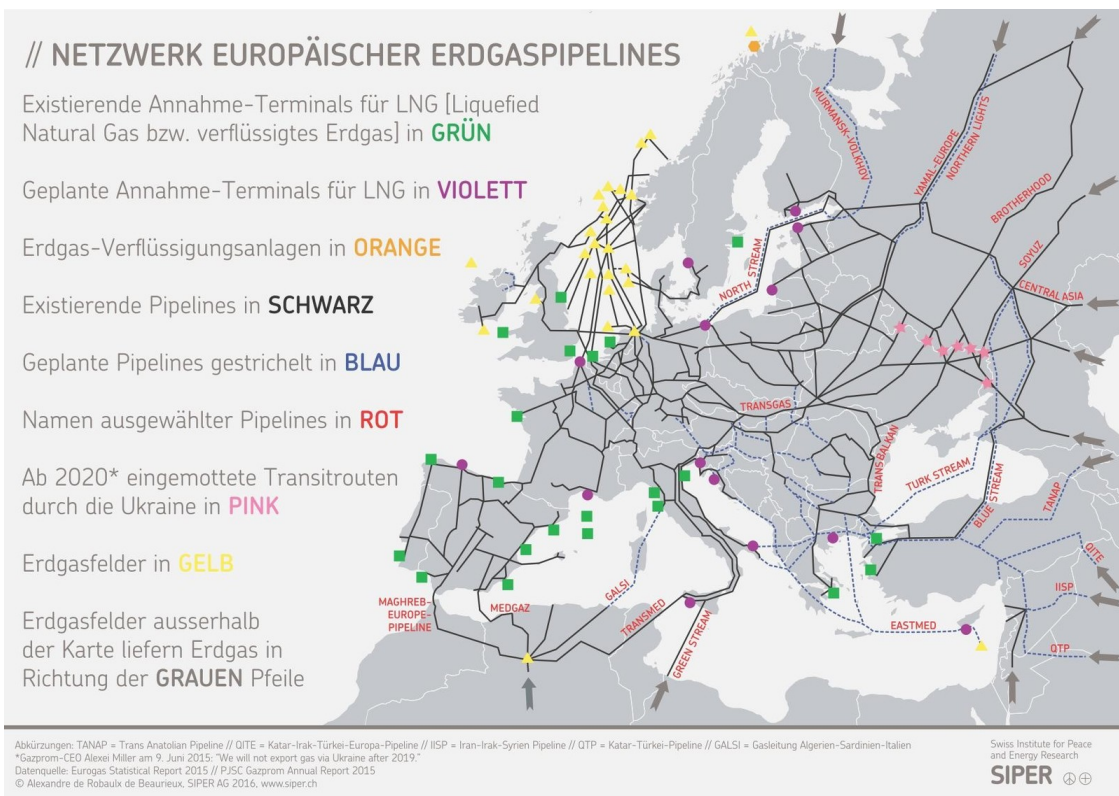 // NETZWERK EUROPÄISCHER ERDGASPIPELINES
Existierende Annahme-Terminals für LNG [Liquefied
Natural Gas bzw. verflüssigtes Erdgas] in GRÜN
Geplante Annahme-Terminals für LNG in VIOLETT
Erdgas-Verflüssigungsanlagen in ORANGE
Existierende Pipelines in SCHWARZ
Geplante Pipelines gestrichelt in BLAU
Namen ausgewählter Pipelines in ROT
Ab 2020* eingemottete Transitrouten
durch die Ukraine in PINK
Erdgasfelder in GELB
Erdgasfelder ausserhalb
der Karte liefern Erdgas in
Richtung der GRAUEN Pfeile
MURMANSK-VOLKHOV
YAMAL-EUROPE
NORTHERN LIGHTS
BROTHERHOOD
SOYUZ
CENTRAL ASIA
NORTH STREAM
TRANSGAS
TRANS BALKAN
TURK STREAM
BLUE STREAM
TANAP
QITE
IISP
QTP
EASTMED
GREEN STREAM
TRANSMED
GALSI
MEDGAZ
MAGHREB-
EUROPE-
PIPELINE
Abkürzungen: TANAP = Trans Anatolian Pipeline // QITE = Katar-Irak-Türkei-Europa-Pipeline // IISP = Iran-Irak-Syrien Pipeline // QTP = Katar-Türkei-Pipeline // GALSI = Gasleitung Algerien-Sardinien-Italien
*Gazprom-CEO Alexei Miller am 9. Juni 2015: "We will not export gas via Ukraine after 2019."
Datenquelle: Eurogas Statistical Report 2015 // PJSC Gazprom Annual Report 2015
© Alexandre de Robaulx de Beaurieux, SIPER AG 2016, www.siper.ch
Swiss Institute for Peace
and Energy Research
SIPER